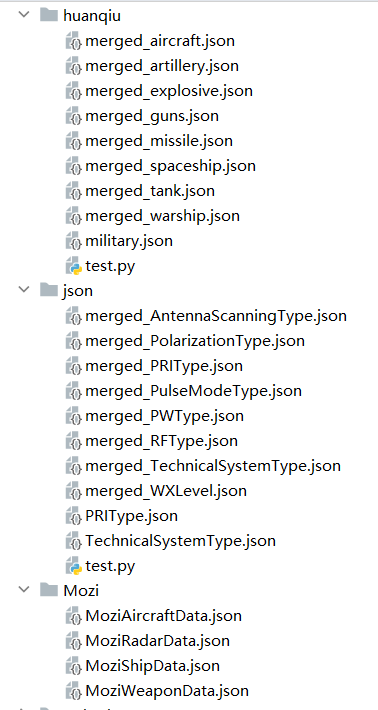 huanqiu
merged_aircraft.json
merged_artillery.json
merged_explosive.json
merged_guns.json
merged_missile.json
merged_spaceship.json
merged_tank.json
merged_warship.json
military.json
test.py
json
merged_AntennaScanningType.json
merged_PolarizationType.json
merged_PRIType.json
merged_PulseModeType.json
merged_PWType.json
merged_RFType.json
merged_TechnicalSystemType.json
merged_WXLevel.json
PRIType.json
TechnicalSystemType.json
test.py
Mozi
MoziAircraftData.json
MoziRadarData.json
MoziShipData.json
MoziWeaponData.json